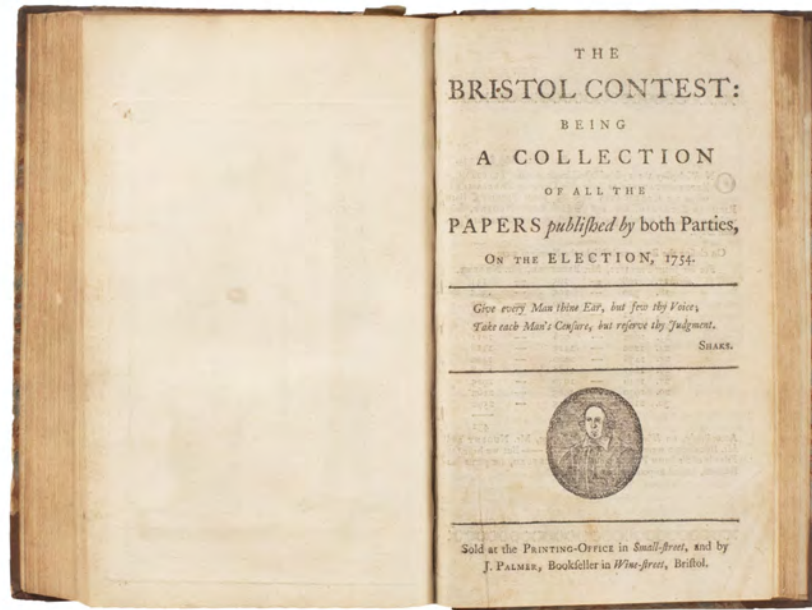 THE
BRISTOL CONTEST:
BEING
A COLLECTION
OF ALL THE
PAPERS publiſhed by both Parties,
ON THE ELECTION, 1754.
Give every Man thine Ear, but few thy Voice;
Take each Man's Cenſure, but reſerve thy Judgment.
SHAKS.
Sold at the PRINTING-OFFICE in Small-ſtreet, and by
J. PALMER, Bookſeller in Wine-ſtreet, Briſtol.